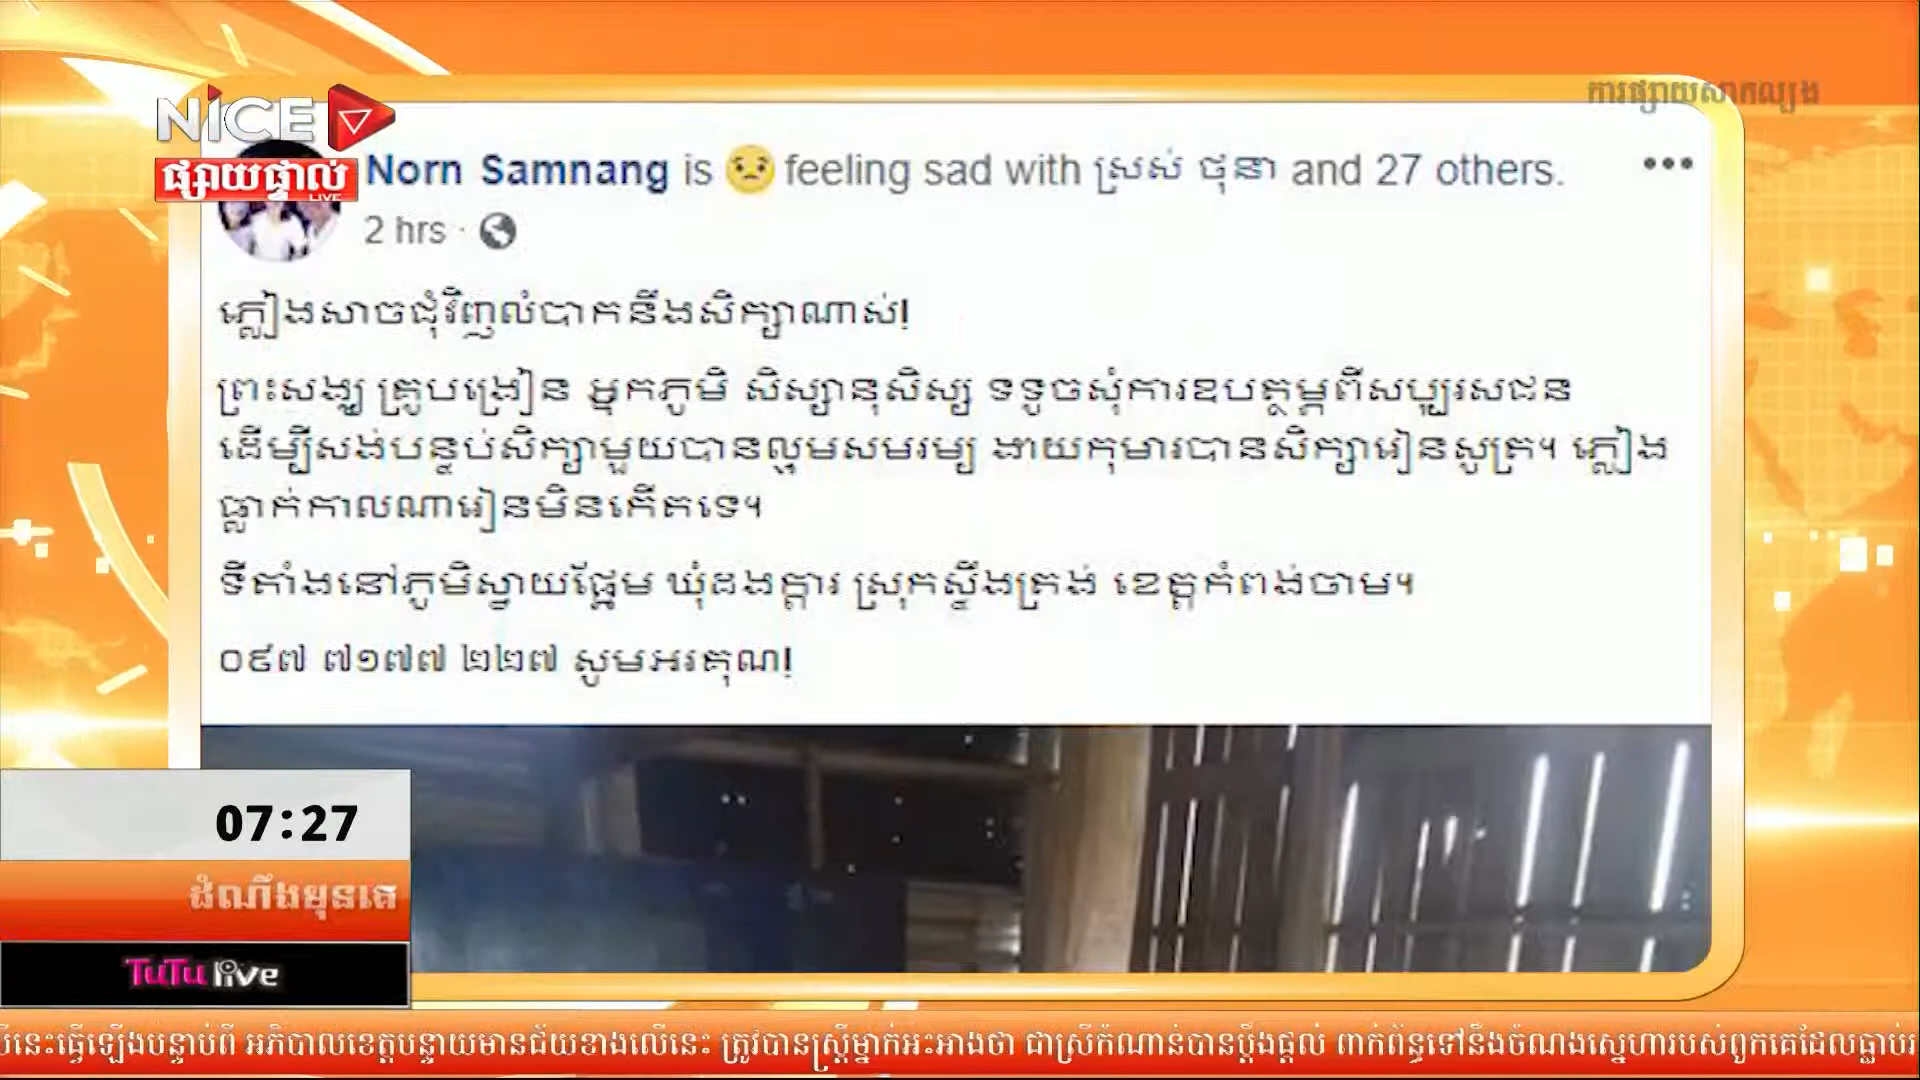 ការផ្សាយសាកល្បង
NiCE
ផ្សាយផ្ទាល់
LIVE
Norn Samnang is 😟 feeling sad with ស្រស់ ថុនា and 27 others.
2 hrs ·
ភ្លៀងសាចជុំវិញលំបាកនឹងសិក្សាណាស់!
ព្រះសង្ឃ គ្រូបង្រៀន អ្នកភូមិ សិស្សានុសិស្ស ទទូចសុំការឧបត្ថម្ភពីសប្បុរសជន
ដើម្បីសង់បន្ទប់សិក្សាមួយបានល្មមសមរម្យ ងាយកុមារបានសិក្សារៀនសូត្រ។ ភ្លៀង
ធ្លាក់កាលណារៀនមិនកើតទេ។
ទីតាំងនៅភូមិស្វាយផ្អែម ឃុំដងក្ដារ ស្រុកស្ទឹងត្រង់ ខេត្តកំពង់ចាម។
០៩៧ ៧១៧៧ ២២៧ សូមអរគុណ!
07:27
ដំណឹងមុនគេ
TuTu live
នេះធ្វើឡើងបន្ទាប់ពី អភិបាលខេត្តបន្ទាយមានជ័យខាងលើនេះ ត្រូវបានស្ត្រីម្នាក់អះអាងថា ជាស្រីកំណាន់បានប្ដឹងផ្ដល់ ពាក់ព័ន្ធទៅនឹងចំណងស្នេហារបស់ពួកគេដែលធ្លាប់